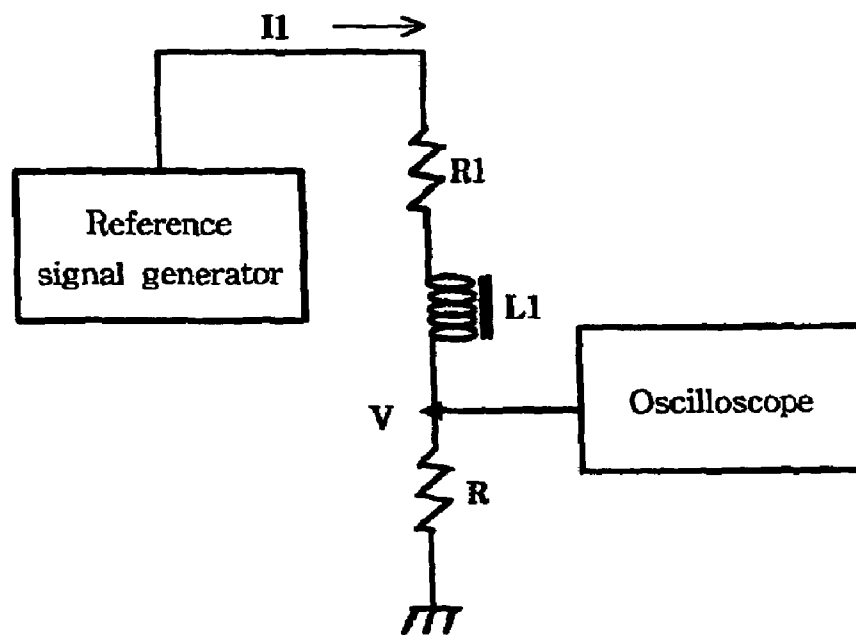 I1
R1
Reference
signal generator
L1
V
Oscilloscope
R